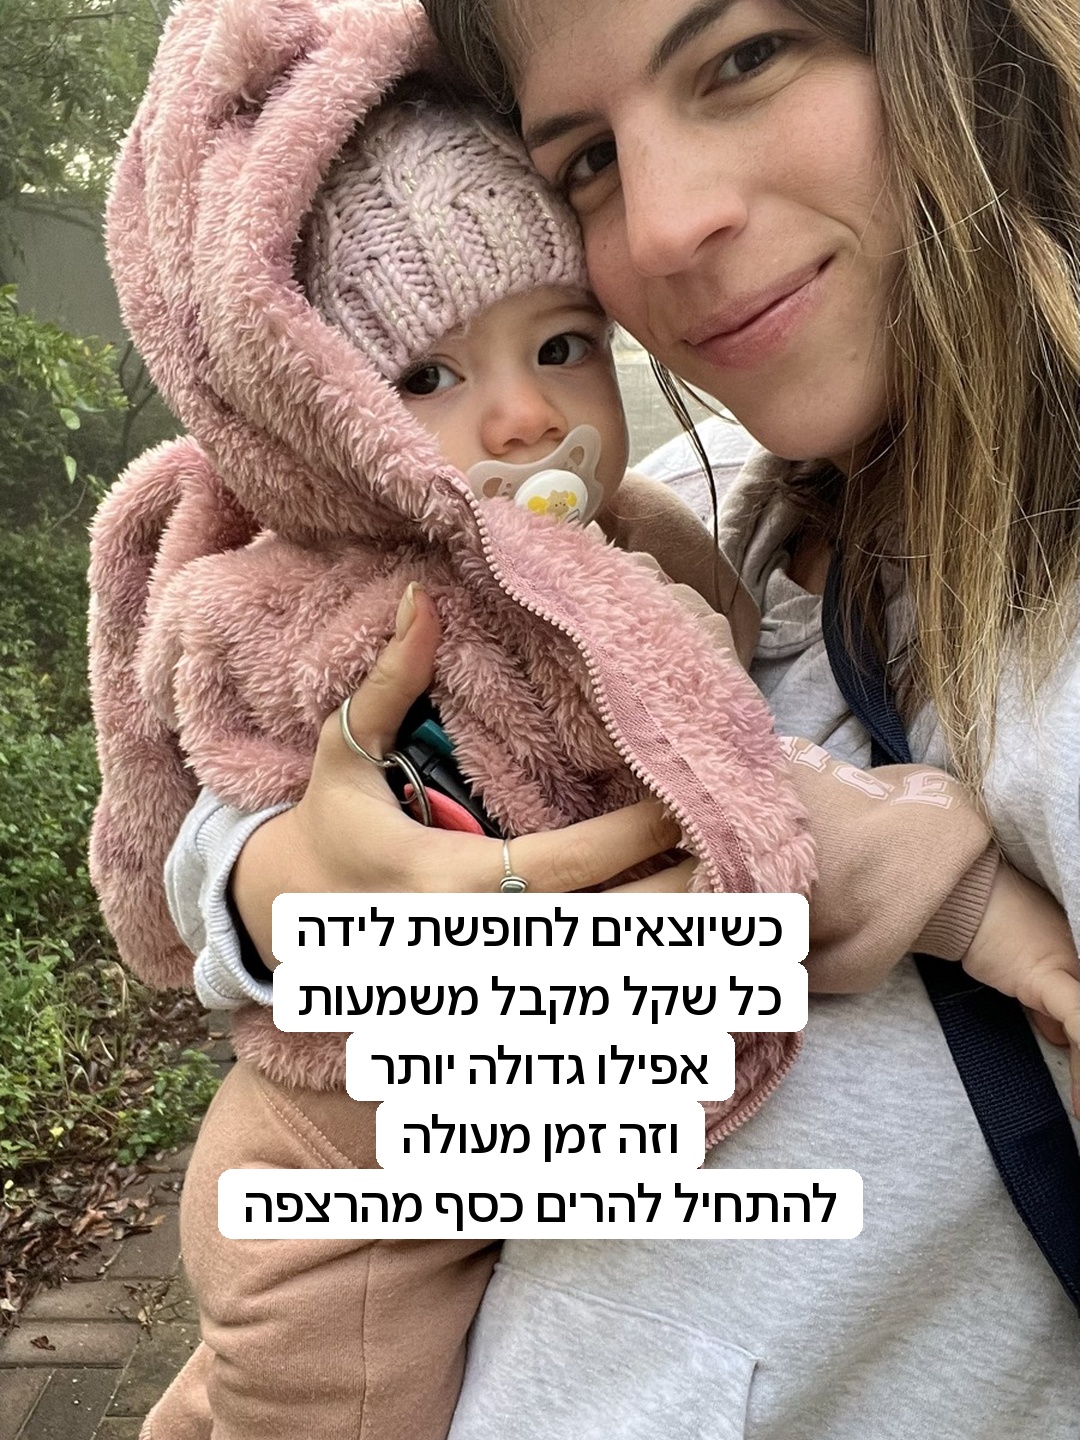 כשיוצאים לחופשת לידה
כל שקל מקבל משמעות
אפילו גדולה יותר
וזה זמן מעולה
להתחיל להרים כסף מהרצפה